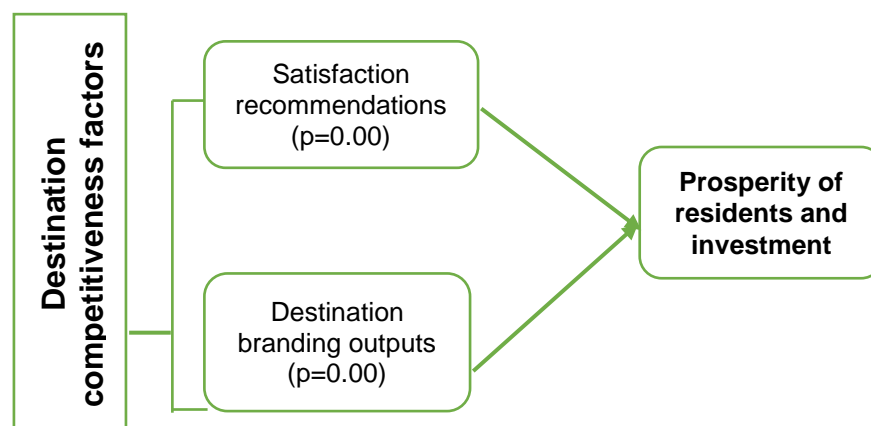 Destination
competitiveness factors
Satisfaction
recommendations
(p=0.00)
Destination
branding outputs
(p=0.00)
Prosperity of
residents and
investment